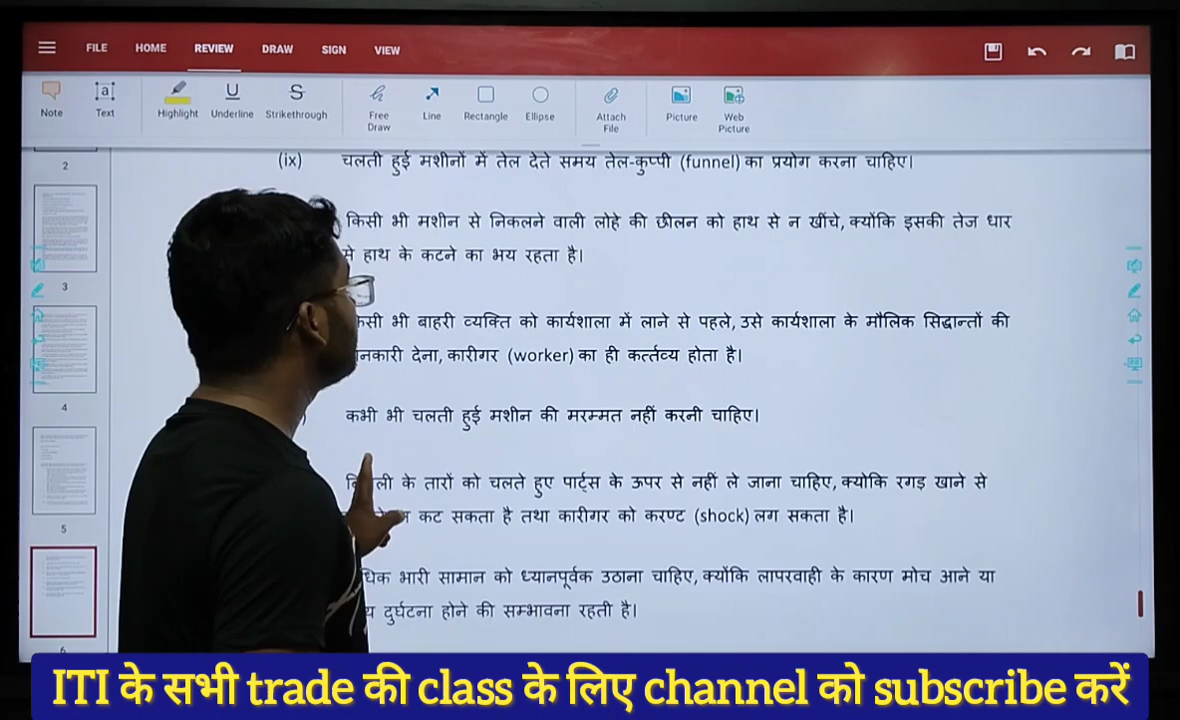 FILE HOME REVIEW DRAW SIGN VIEW
Note Text Highlight Underline Strikethrough Free Draw Line Rectangle Ellipse Attach File Picture Web Picture
2
3
4
5
(ix) चलती हुई मशीनों में तेल देते समय तेल-कुप्पी (funnel) का प्रयोग करना चाहिए।
किसी भी मशीन से निकलने वाली लोहे की छीलन को हाथ से न खींचे, क्योंकि इसकी तेज धार
से हाथ के कटने का भय रहता है।
भी बाहरी व्यक्ति को कार्यशाला में लाने से पहले, उसे कार्यशाला के मौलिक सिद्धान्तों की
देना, कारीगर (worker) का ही कर्त्तव्य होता है।
कभी भी चलती हुई मशीन की मरम्मत नहीं करनी चाहिए।
के तारों को चलते हुए पार्ट्स के ऊपर से नहीं ले जाना चाहिए, क्योकि रगड़ खाने से
कट सकता है तथा कारीगर को करण्ट (shock) लग सकता है।
भारी सामान को ध्यानपूर्वक उठाना चाहिए, क्योंकि लापरवाही के कारण मोच आने या
दुर्घटना होने की सम्भावना रहती है।
ITI के सभी trade की class के लिए channel को subscribe करें